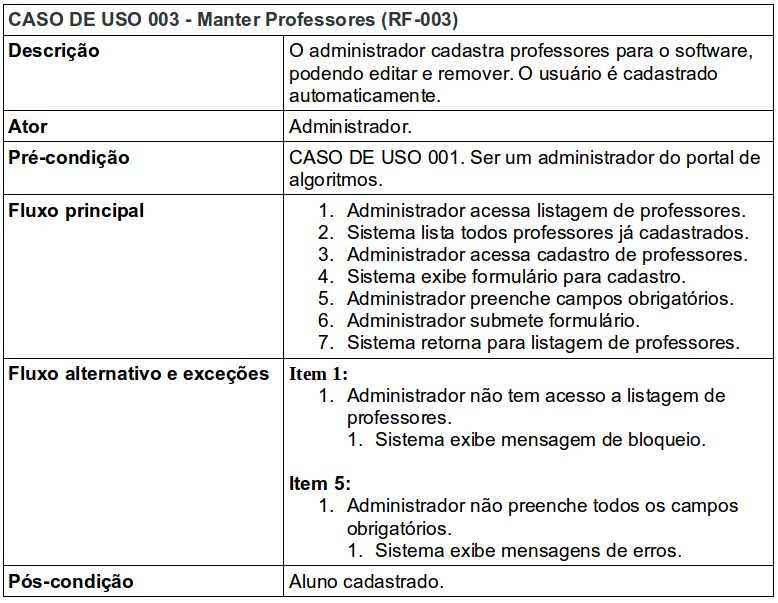 CASO DE USO 003 - Manter Professores (RF-003)
Descrição
O administrador cadastra professores para o software,
podendo editar e remover. O usuário é cadastrado
automaticamente.
Ator
Administrador.
Pré-condição
CASO DE USO 001. Ser um administrador do portal de
algoritmos.
Fluxo principal
1. Administrador acessa listagem de professores.
2. Sistema lista todos professores já cadastrados.
3. Administrador acessa cadastro de professores.
4. Sistema exibe formulário para cadastro.
5. Administrador preenche campos obrigatórios.
6. Administrador submete formulário.
7. Sistema retorna para listagem de professores.
Fluxo alternativo e exceções
Item 1:
1. Administrador não tem acesso a listagem de
professores.
1. Sistema exibe mensagem de bloqueio.
Item 5:
1. Administrador não preenche todos os campos
obrigatórios.
1. Sistema exibe mensagens de erros.
Pós-condição
Aluno cadastrado.